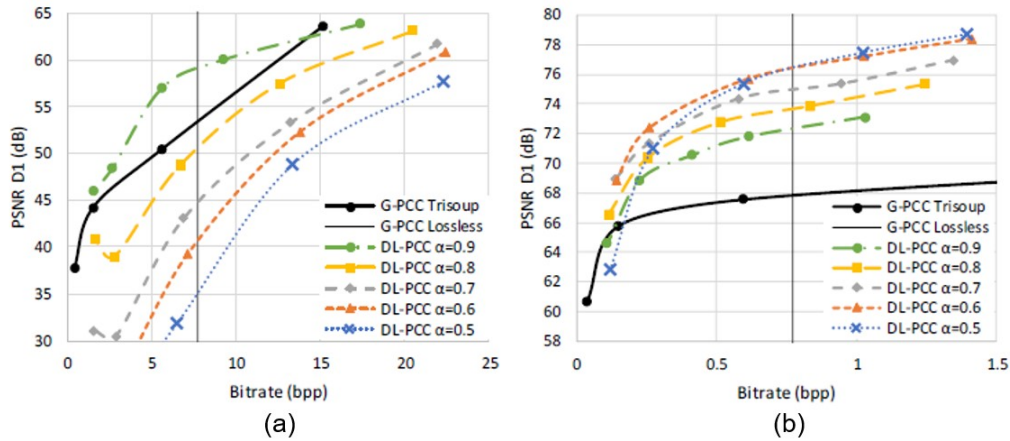 65
60
55
50
45
40
35
30
PSNR D1 (dB)
G-PCC Trisoup
G-PCC Lossless
DL-PCC α=0.9
DL-PCC α=0.8
DL-PCC α=0.7
DL-PCC α=0.6
DL-PCC α=0.5
0 5 10 15 20 25
Bitrate (bpp)
(a)
80
78
76
74
72
70
68
66
64
62
60
58
PSNR D1 (dB)
G-PCC Trisoup
G-PCC Lossless
DL-PCC α=0.9
DL-PCC α=0.8
DL-PCC α=0.7
DL-PCC α=0.6
DL-PCC α=0.5
0 0.5 1 1.5
Bitrate (bpp)
(b)